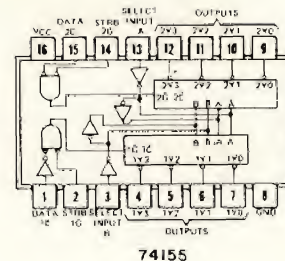 SELECT
DATA STRB INPUT OUTPUTS
VCC 2C 2G A 2Y3 2Y2 2Y1 2Y0
16 15 14 13 12 11 10 9
2Y3 2Y2 2Y1 2Y0
2G 2C
B B A A
1G 1C
1Y3 1Y2 1Y1 1Y0
1 2 3 4 5 6 7 8
DATA STRB SELECT 1Y3 1Y2 1Y1 1Y0 GND
1C 1G INPUT OUTPUTS
B
74155